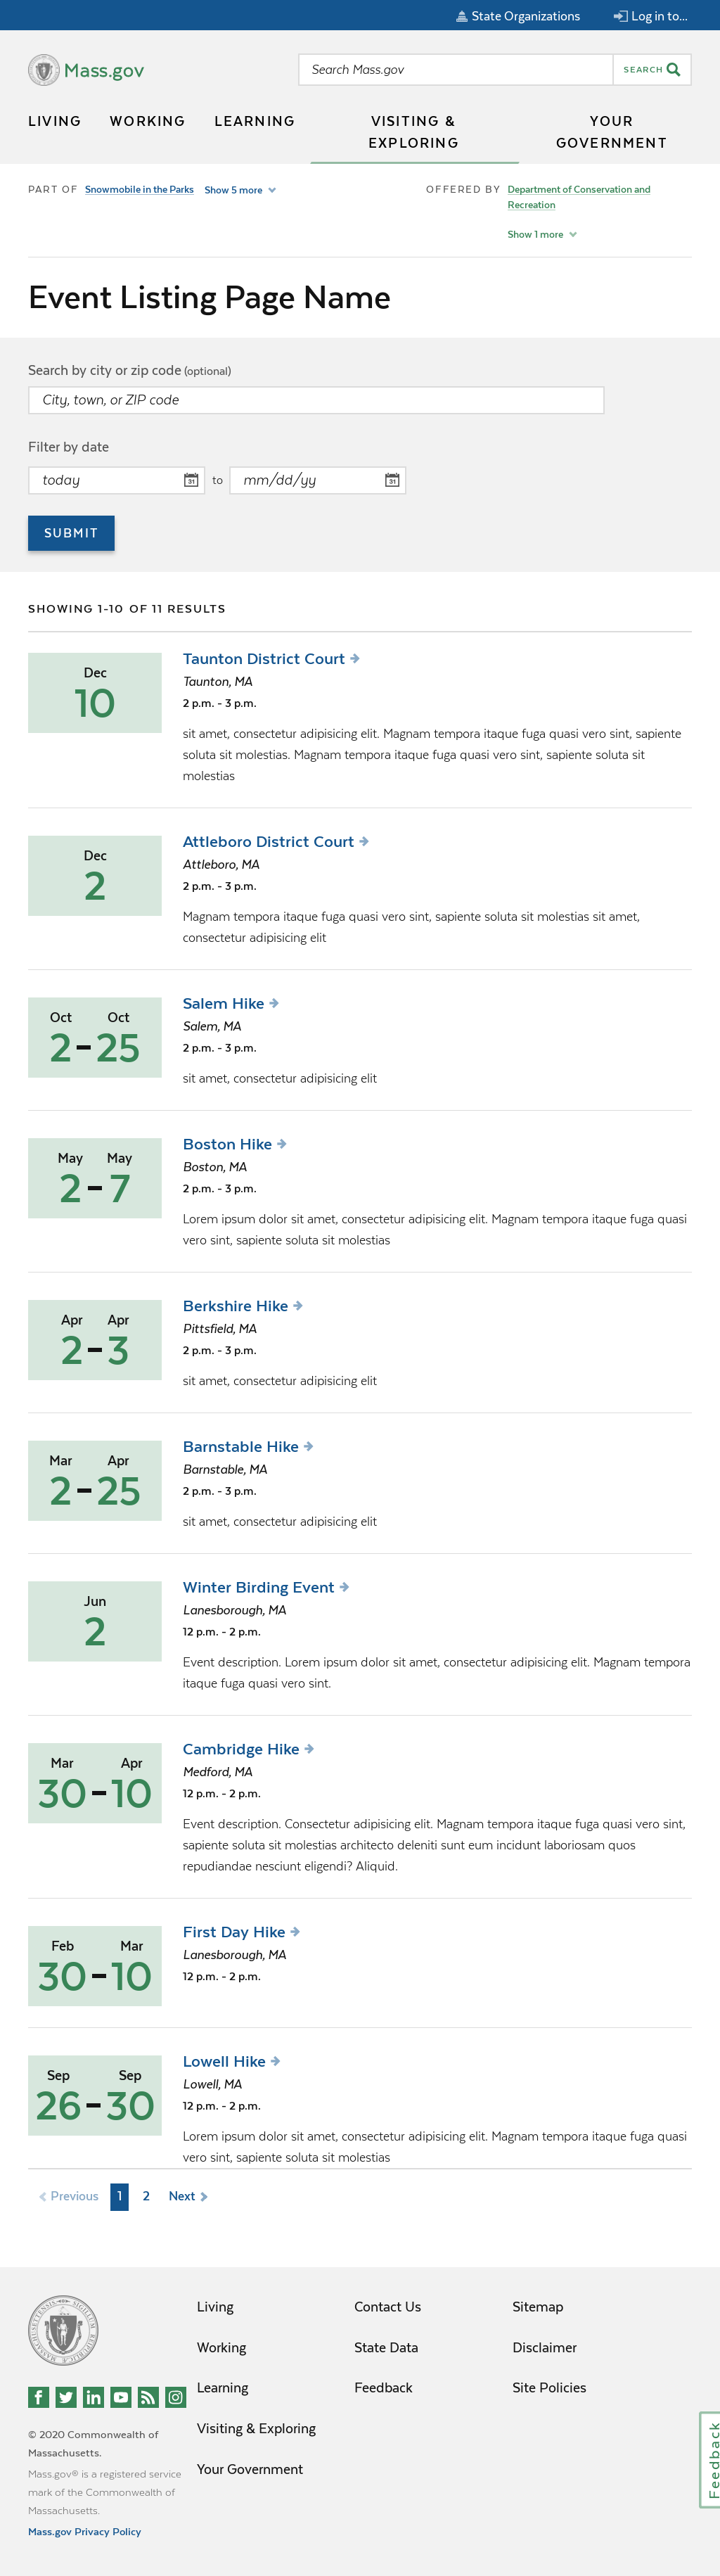 State Organizations
Log in to...
Mass.gov
Search Mass.gov
SEARCH
LIVING
WORKING
LEARNING
VISITING &
EXPLORING
YOUR
GOVERNMENT
PART OF
Snowmobile in the Parks
Show 5 more
OFFERED BY
Department of Conservation and
Recreation
Show 1 more
Event Listing Page Name
Search by city or zip code (optional)
City, town, or ZIP code
Filter by date
today
31
to
mm/dd/yy
31
SUBMIT
SHOWING 1-10 OF 11 RESULTS
Dec
10
Taunton District Court
Taunton, MA
2 p.m. - 3 p.m.
sit amet, consectetur adipisicing elit. Magnam tempora itaque fuga quasi vero sint, sapiente
soluta sit molestias. Magnam tempora itaque fuga quasi vero sint, sapiente soluta sit
molestias
Dec
2
Attleboro District Court
Attleboro, MA
2 p.m. - 3 p.m.
Magnam tempora itaque fuga quasi vero sint, sapiente soluta sit molestias sit amet,
consectetur adipisicing elit
Oct Oct
2-25
Salem Hike
Salem, MA
2 p.m. - 3 p.m.
sit amet, consectetur adipisicing elit
May May
2-7
Boston Hike
Boston, MA
2 p.m. - 3 p.m.
Lorem ipsum dolor sit amet, consectetur adipisicing elit. Magnam tempora itaque fuga quasi
vero sint, sapiente soluta sit molestias
Apr Apr
2-3
Berkshire Hike
Pittsfield, MA
2 p.m. - 3 p.m.
sit amet, consectetur adipisicing elit
Mar Apr
2-25
Barnstable Hike
Barnstable, MA
2 p.m. - 3 p.m.
sit amet, consectetur adipisicing elit
Jun
2
Winter Birding Event
Lanesborough, MA
12 p.m. - 2 p.m.
Event description. Lorem ipsum dolor sit amet, consectetur adipisicing elit. Magnam tempora
itaque fuga quasi vero sint.
Mar Apr
30-10
Cambridge Hike
Medford, MA
12 p.m. - 2 p.m.
Event description. Consectetur adipisicing elit. Magnam tempora itaque fuga quasi vero sint,
sapiente soluta sit molestias architecto deleniti sunt eum incidunt laboriosam quos
repudiandae nesciunt eligendi? Aliquid.
Feb Mar
30-10
First Day Hike
Lanesborough, MA
12 p.m. - 2 p.m.
Sep Sep
26-30
Lowell Hike
Lowell, MA
12 p.m. - 2 p.m.
Lorem ipsum dolor sit amet, consectetur adipisicing elit. Magnam tempora itaque fuga quasi
vero sint, sapiente soluta sit molestias
Previous
1
2
Next
Living
Working
Learning
Visiting & Exploring
Your Government
Contact Us
State Data
Feedback
Sitemap
Disclaimer
Site Policies
© 2020 Commonwealth of
Massachusetts.
Mass.gov® is a registered service
mark of the Commonwealth of
Massachusetts.
Mass.gov Privacy Policy
Feedback